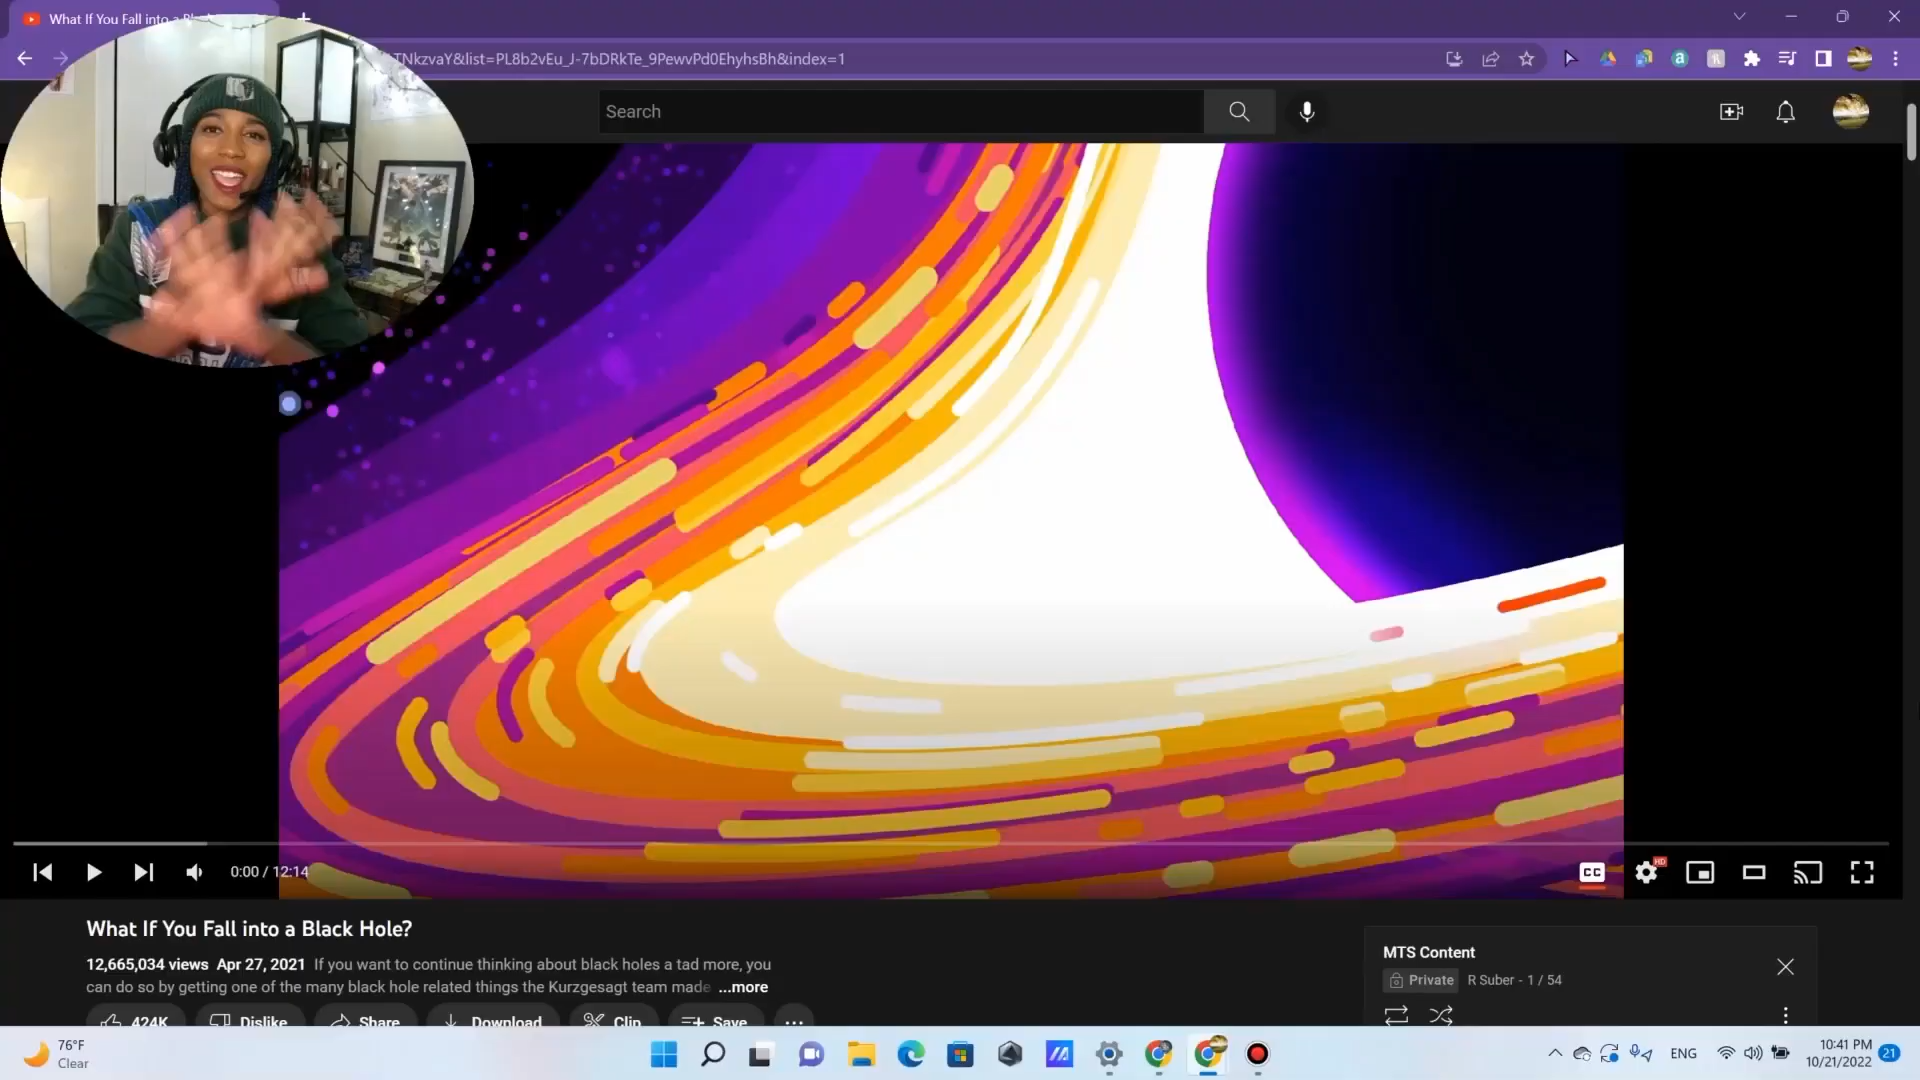 What If You Fall into a
TNkzvaY&list=PL8b2vEu_J-7bDRkTe_9PewvPd0EhyhsBh&index=1
Search
0:00 / 12:14
CC
HD
What If You Fall into a Black Hole?
12,665,034 views Apr 27, 2021 If you want to continue thinking about black holes a tad more, you
can do so by getting one of the many black hole related things the Kurzgesagt team made ...more
424K Dislike Share Download Clip Save
MTS Content
Private R Suber - 1 / 54
76°F
Clear
ENG
10:41 PM
10/21/2022
21